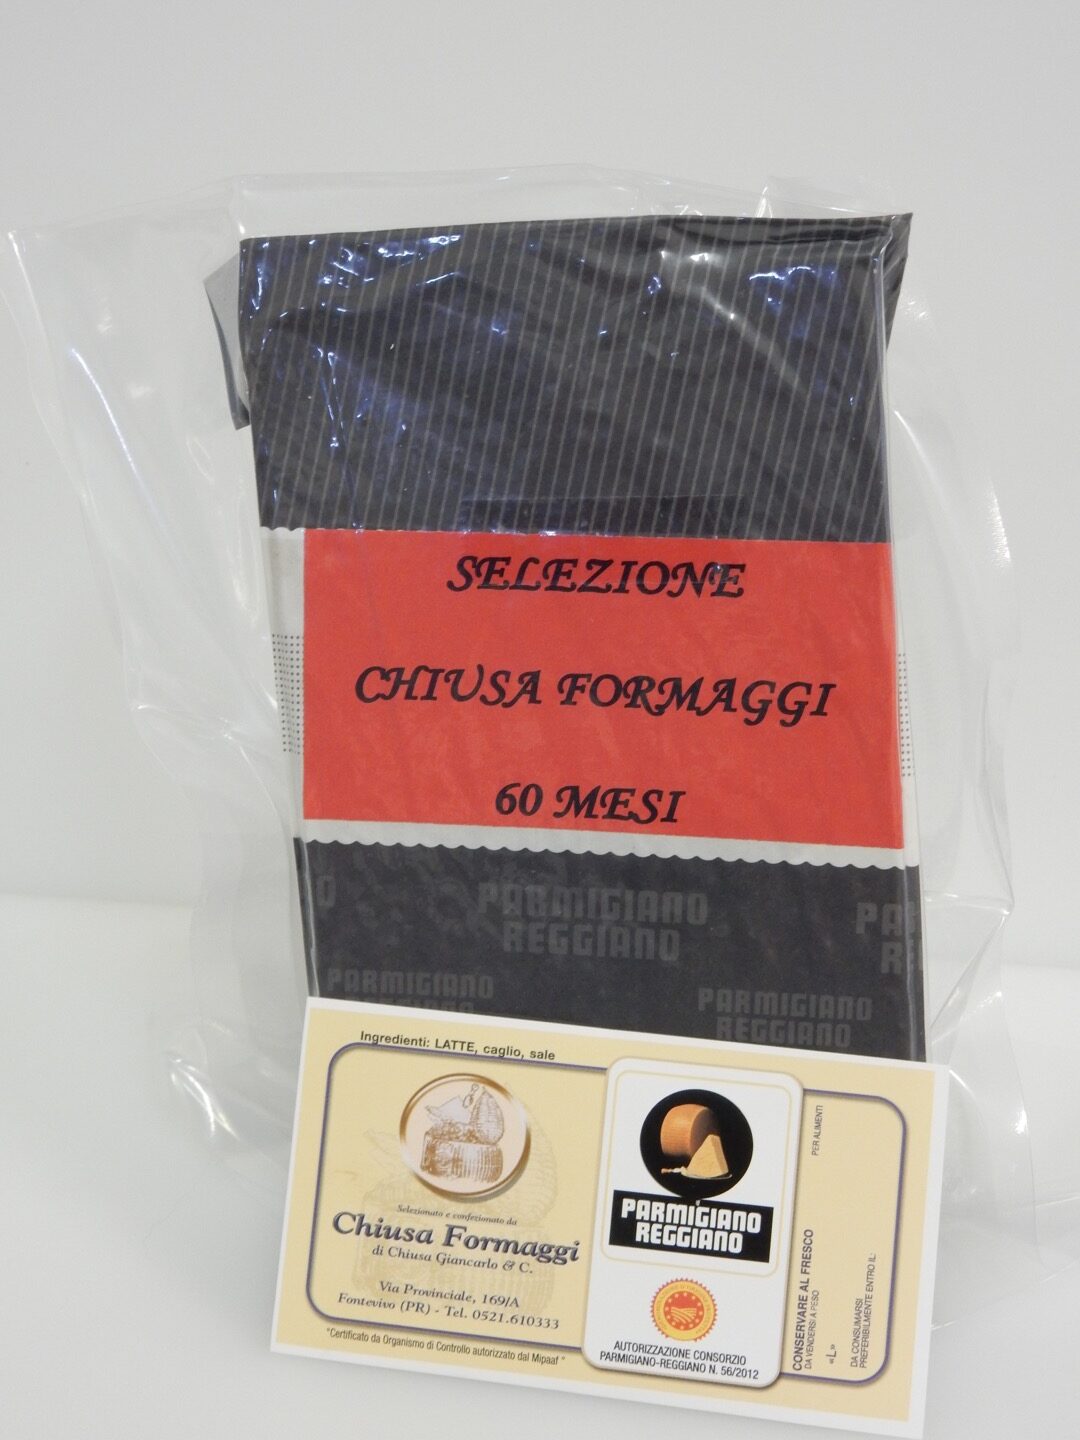 SELEZIONE
CHIUSA FORMAGGI
60 MESI
PARMIGIANO
REGGIANO
PARMIGIANO
PARMIGIANO
REGGIANO
Ingredienti: LATTE, caglio, sale
Selezionato e confezionato da
Chiusa Formaggi
di Chiusa Giancarlo & C.
Via Provinciale, 169/A
Fontevivo (PR) - Tel. 0521.610333
"Certificato da Organismo di Controllo autorizzato dal Mipaaf "
PARMIGIANO
REGGIANO
AUTORIZZAZIONE CONSORZIO
PARMIGIANO-REGGIANO N. 56/2012
PER ALIMENTI
CONSERVARE AL FRESCO
DA VENDERSI A PESO
«L»
DA CONSUMARSI
PREFERIBILMENTE ENTRO IL: